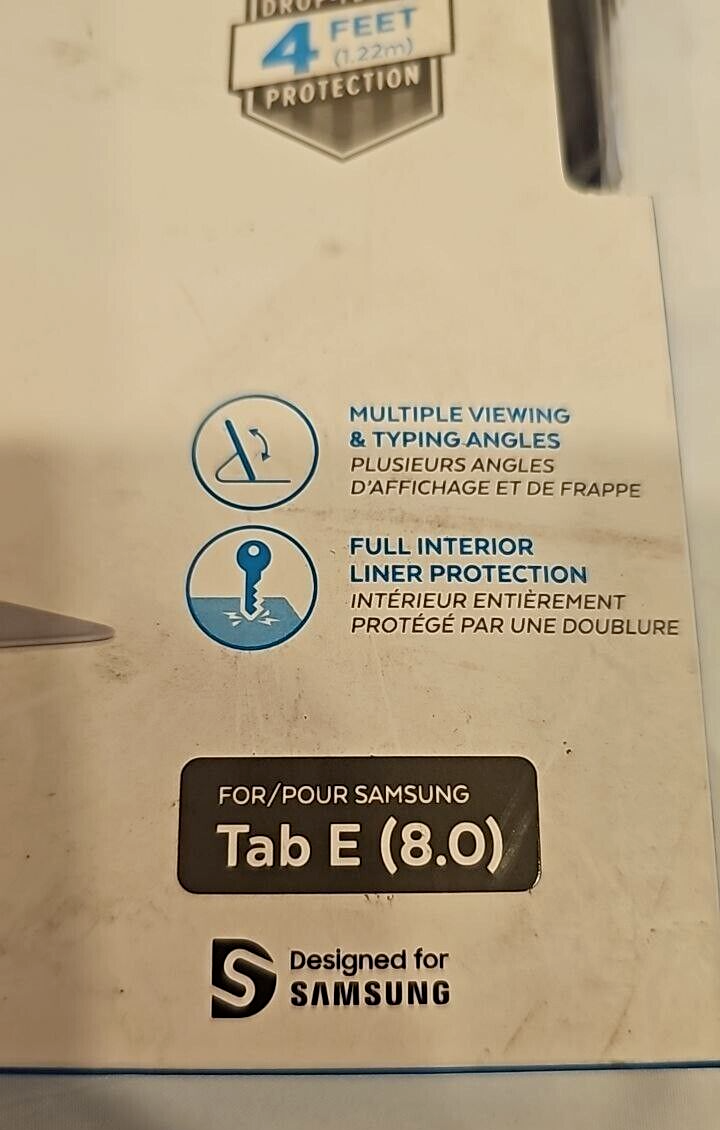 4 FEET
(1.22m)
PROTECTION
MULTIPLE VIEWING
& TYPING ANGLES
PLUSIEURS ANGLES
D'AFFICHAGE ET DE FRAPPE
FULL INTERIOR
LINER PROTECTION
INTÉRIEUR ENTIÈREMENT
PROTÉGÉ PAR UNE DOUBLURE
FOR/POUR SAMSUNG
Tab E (8.0)
Designed for
SAMSUNG